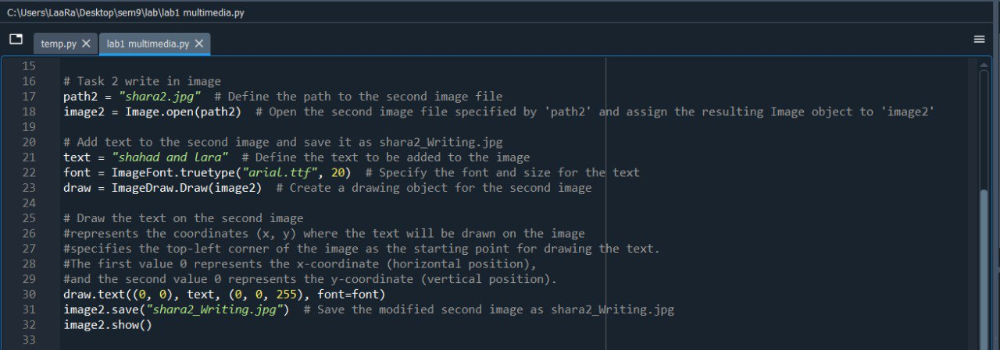 C:\Users\LaaRa\Desktop\sem9\lab\lab1 multimedia.py
temp.py
lab1 multimedia.py
15
16 # Task 2 write in image
17 path2 = "shara2.jpg"  # Define the path to the second image file
18 image2 = Image.open(path2)  # Open the second image file specified by 'path2' and assign the resulting Image object to 'image2'
19
20 # Add text to the second image and save it as shara2_Writing.jpg
21 text = "shahad and lara"  # Define the text to be added to the image
22 font = ImageFont.truetype("arial.ttf", 20)  # Specify the font and size for the text
23 draw = ImageDraw.Draw(image2)  # Create a drawing object for the second image
24
25 # Draw the text on the second image
26 #represents the coordinates (x, y) where the text will be drawn on the image
27 #specifies the top-left corner of the image as the starting point for drawing the text.
28 #The first value 0 represents the x-coordinate (horizontal position),
29 #and the second value 0 represents the y-coordinate (vertical position).
30 draw.text((0, 0), text, (0, 0, 255), font=font)
31 image2.save("shara2_Writing.jpg")  # Save the modified second image as shara2_Writing.jpg
32 image2.show()
33